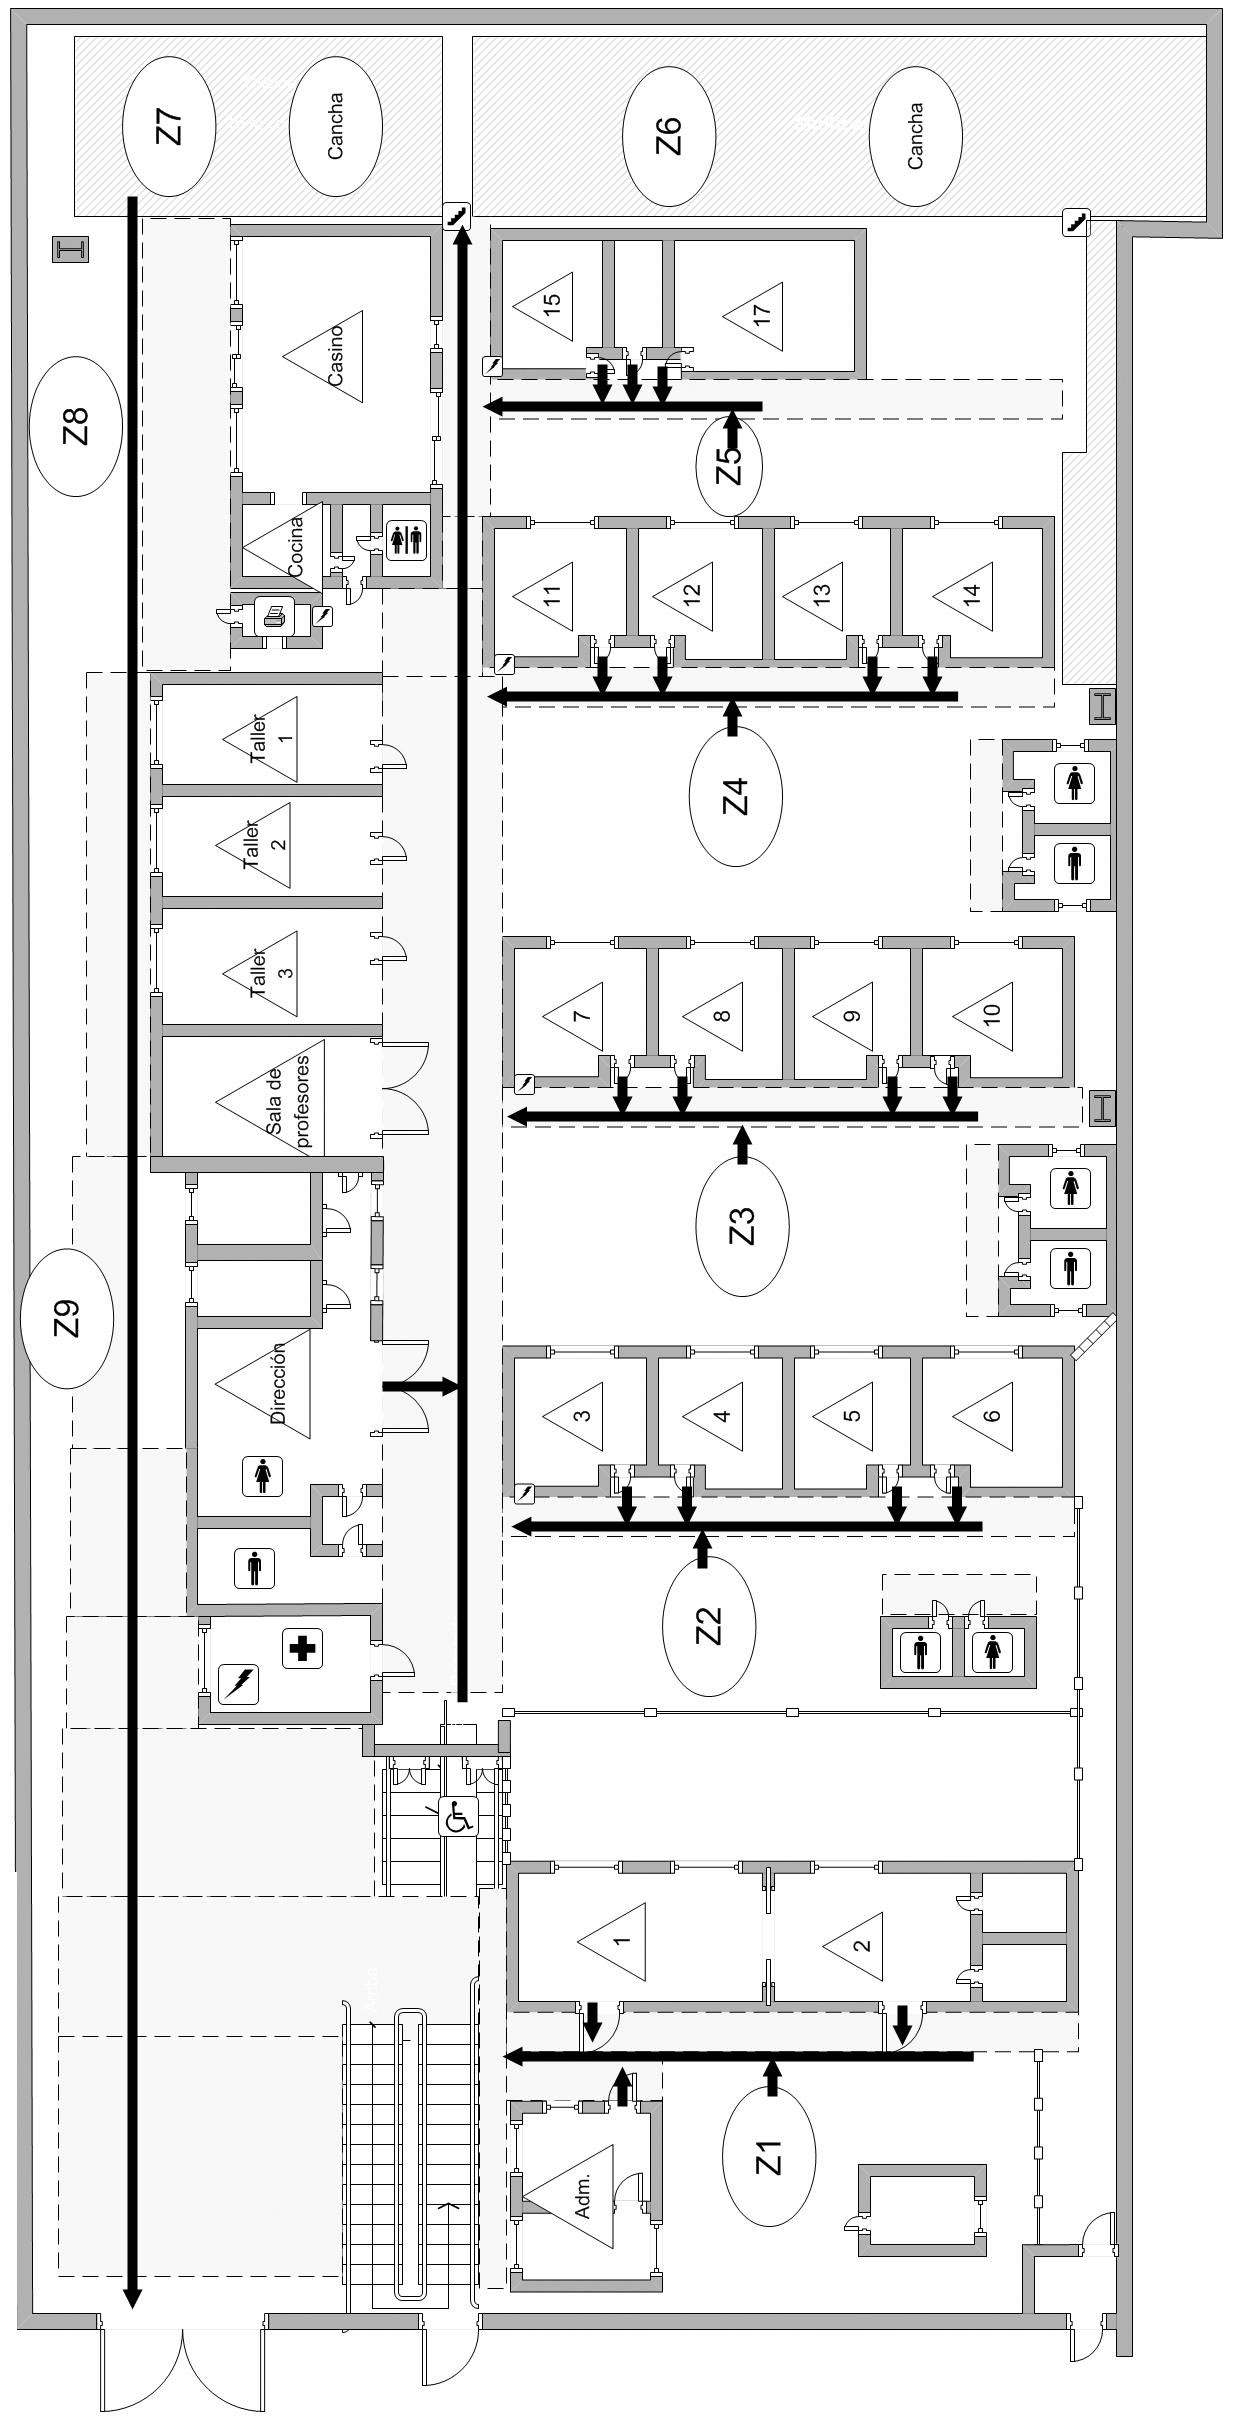 Z7
Cancha
Z6
Cancha
Z8
Casino
15
17
Z5
Cocina
11
12
13
14
Taller
1
Z4
Taller
2
Taller
3
7
8
9
10
Sala de
profesores
Z3
Z9
Dirección
3
4
5
6
Z2
1
2
Adm.
Z1